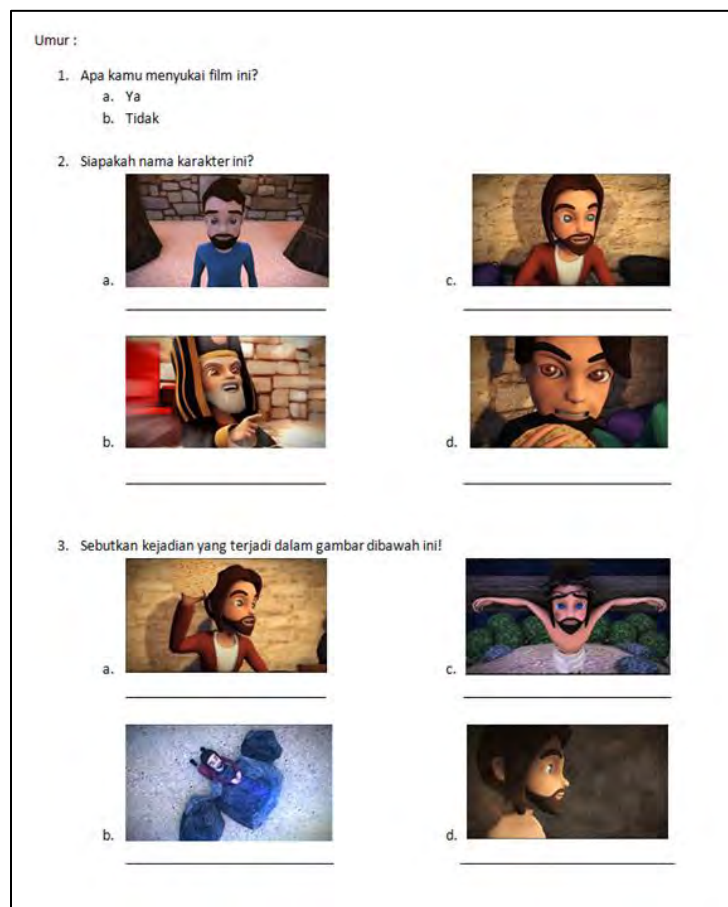 Umur :
1. Apa kamu menyukai film ini?
a. Ya
b. Tidak
2. Siapakah nama karakter ini?
a.
c.
b.
d.
3. Sebutkan kejadian yang terjadi dalam gambar dibawah ini!
a.
c.
b.
d.